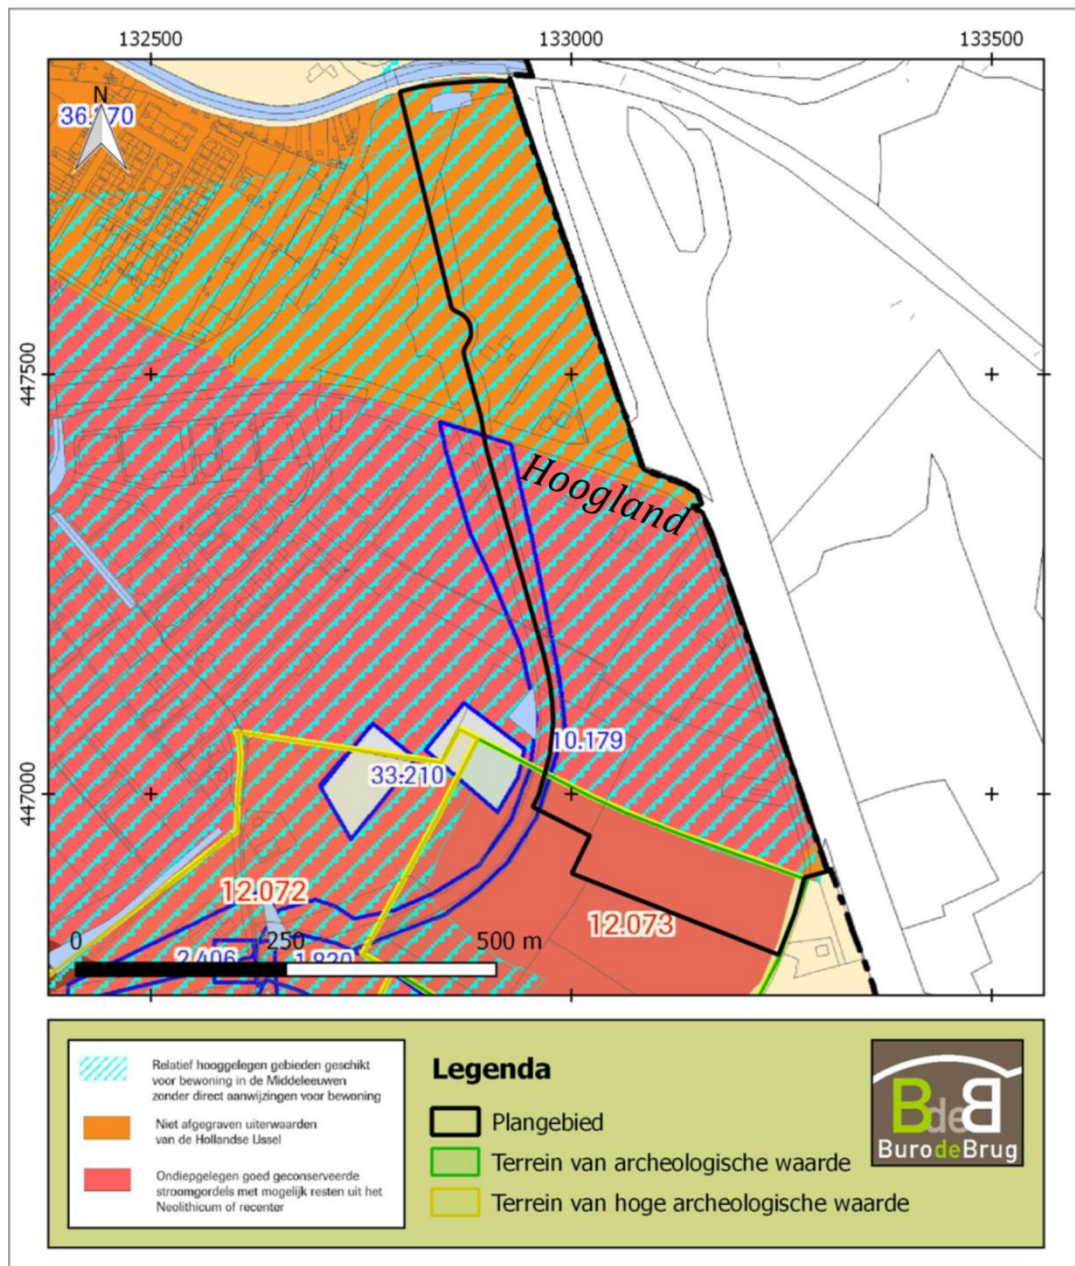 132500
133000
133500
N
36.170
447500
Hoogland
10.179
33.210
447000
12.072
12.073
0
250
500 m
2.406
1.820
Relatief hooggelegen gebieden geschikt
voor bewoning in de Middeleeuwen
zonder direct aanwijzingen voor bewoning
Niet afgegraven uiterwaarden
van de Hollandse IJssel
Ondiepgelegen goed geconserveerde
stroomgordels met mogelijk resten uit het
Neolithicum of recenter
Legenda
Plangebied
Terrein van archeologische waarde
Terrein van hoge archeologische waarde
BdeB
BurodeBrug